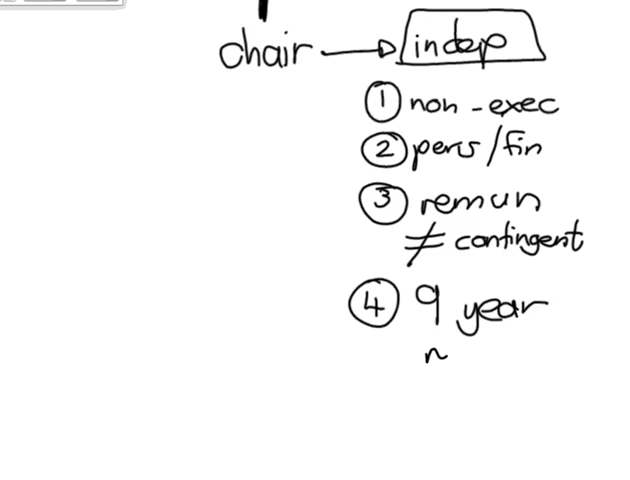 chair → indep
① non-exec
② pers/fin
③ remun
≠ contingent
④ 9 year
n